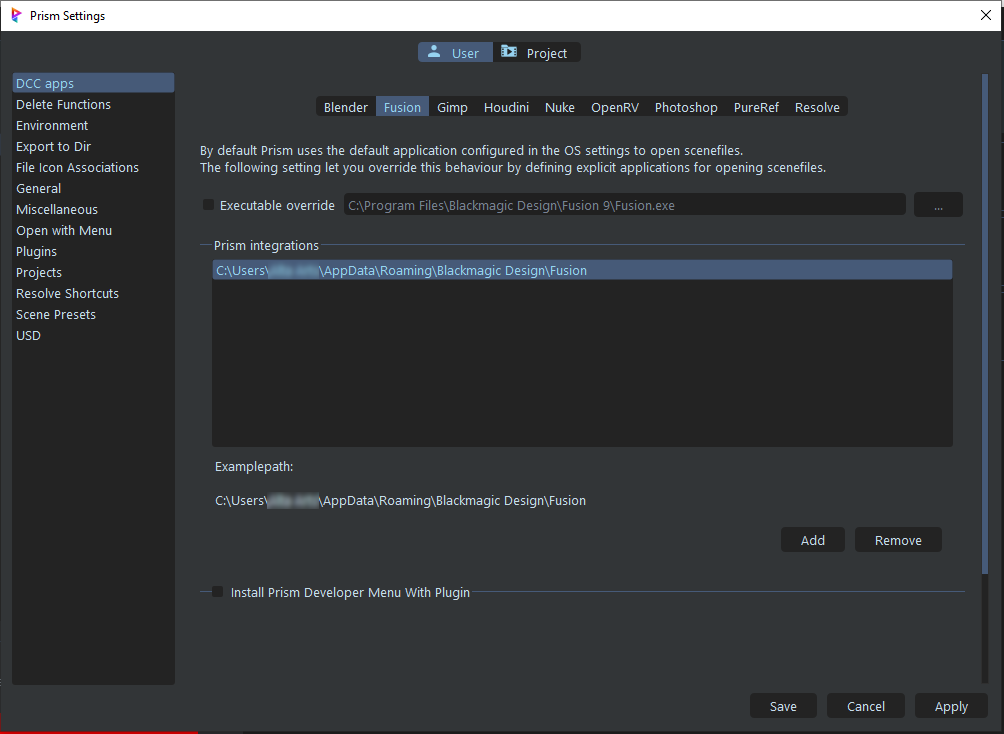 Prism Settings
User Project
DCC apps
Delete Functions
Environment
Export to Dir
File Icon Associations
General
Miscellaneous
Open with Menu
Plugins
Projects
Resolve Shortcuts
Scene Presets
USD
Blender Fusion Gimp Houdini Nuke OpenRV Photoshop PureRef Resolve
By default Prism uses the default application configured in the OS settings to open scenefiles.
The following setting let you override this behaviour by defining explicit applications for opening scenefiles.
Executable override C:\Program Files\Blackmagic Design\Fusion 9\Fusion.exe ...
Prism integrations
C:\Users\ \AppData\Roaming\Blackmagic Design\Fusion
Examplepath:
C:\Users\ \AppData\Roaming\Blackmagic Design\Fusion
Add Remove
Install Prism Developer Menu With Plugin
Save Cancel Apply